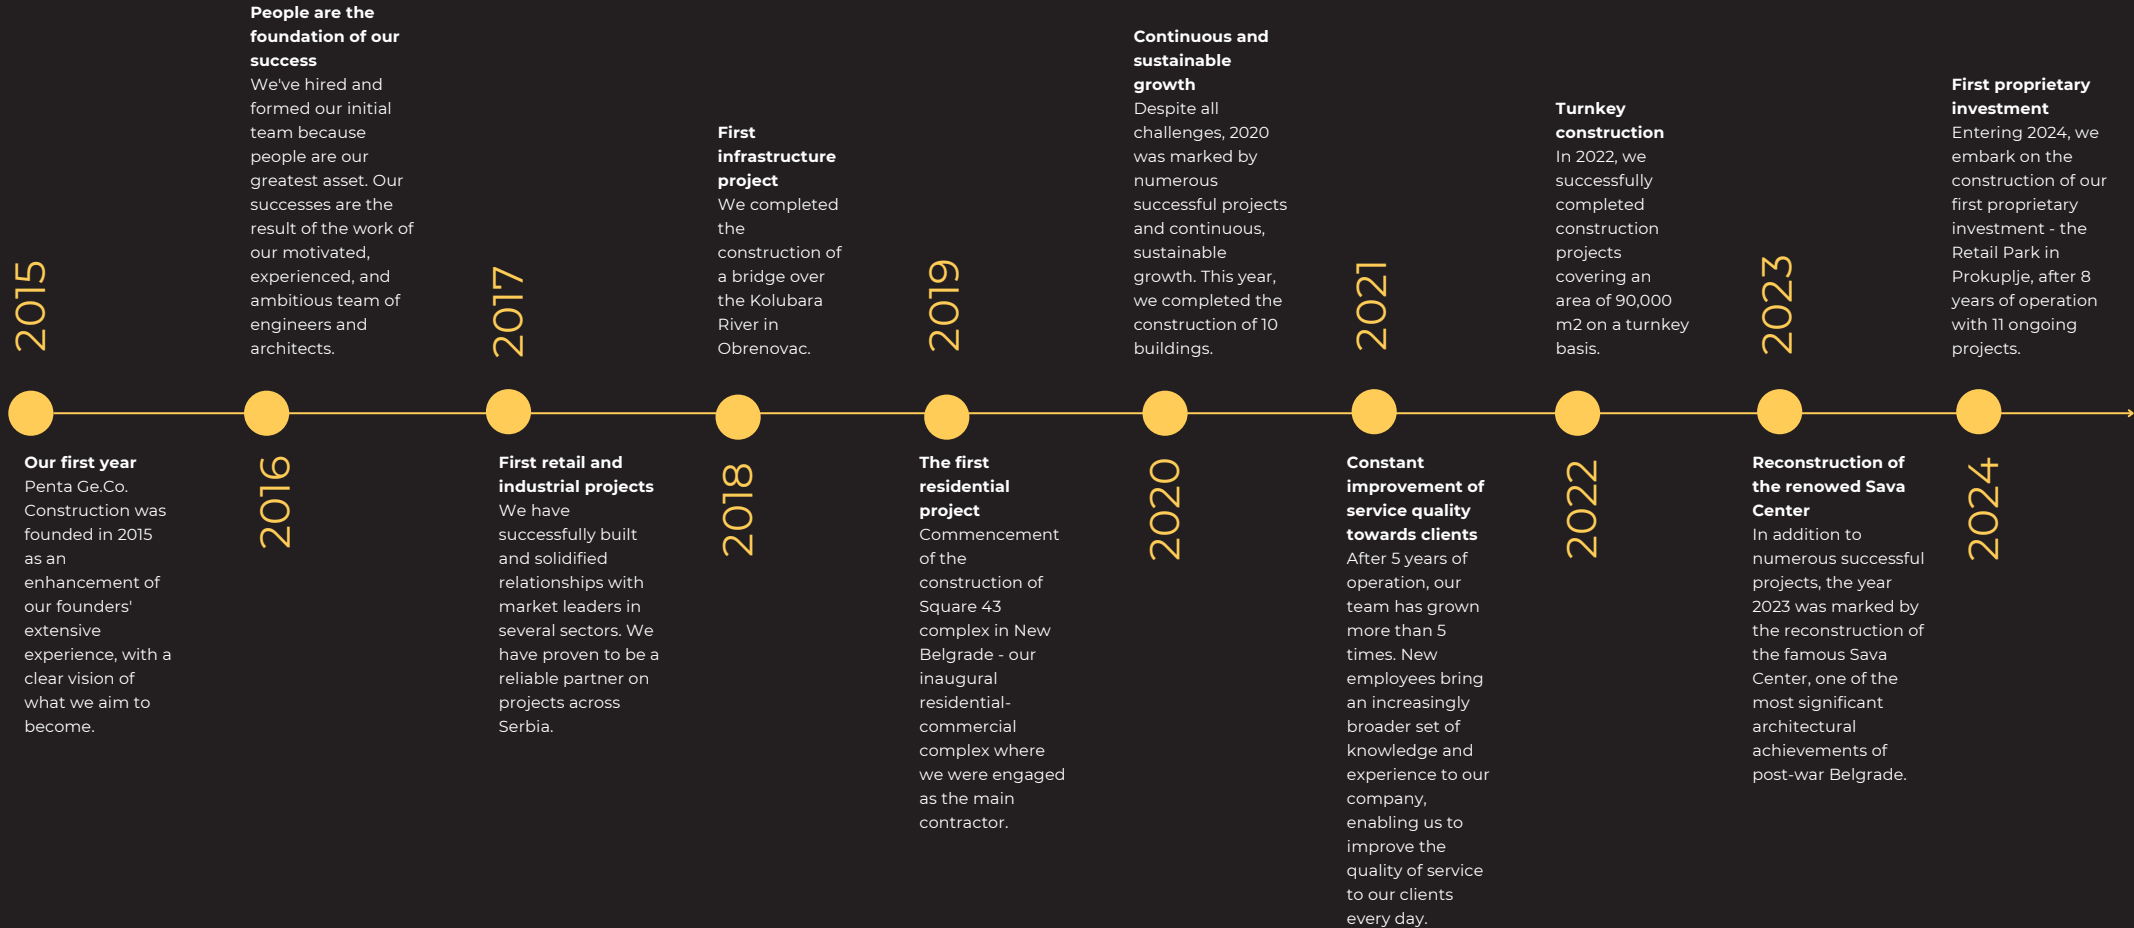 2015
Our first year
Penta Ge.Co.
Construction was
founded in 2015
as an
enhancement of
our founders'
extensive
experience, with a
clear vision of
what we aim to
become.
People are the
foundation of our
success
We've hired and
formed our initial
team because
people are our
greatest asset. Our
successes are the
result of the work of
our motivated,
experienced, and
ambitious team of
engineers and
architects.
2016
2017
First retail and
industrial projects
We have
successfully built
and solidified
relationships with
market leaders in
several sectors. We
have proven to be a
reliable partner on
projects across
Serbia.
First
infrastructure
project
We completed
the
construction of
a bridge over
the Kolubara
River in
Obrenovac.
2018
2019
The first
residential
project
Commencement
of the
construction of
Square 43
complex in New
Belgrade - our
inaugural
residential-
commercial
complex where
we were engaged
as the main
contractor.
Continuous and
sustainable
growth
Despite all
challenges, 2020
was marked by
numerous
successful projects
and continuous,
sustainable
growth. This year,
we completed the
construction of 10
buildings.
2020
2021
Constant
improvement of
service quality
towards clients
After 5 years of
operation, our
team has grown
more than 5
times. New
employees bring
an increasingly
broader set of
knowledge and
experience to our
company,
enabling us to
improve the
quality of service
to our clients
every day.
Turnkey
construction
In 2022, we
successfully
completed
construction
projects
covering an
area of 90,000
m2 on a turnkey
basis.
2022
2023
Reconstruction of
the renowed Sava
Center
In addition to
numerous successful
projects, the year
2023 was marked by
the reconstruction of
the famous Sava
Center, one of the
most significant
architectural
achievements of
post-war Belgrade.
First proprietary
investment
Entering 2024, we
embark on the
construction of our
first proprietary
investment - the
Retail Park in
Prokuplje, after 8
years of operation
with 11 ongoing
projects.
2024